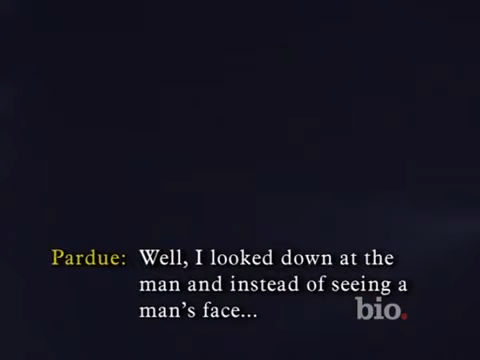 Pardue: Well, I looked down at the
man and instead of seeing a
man's face...
bio.